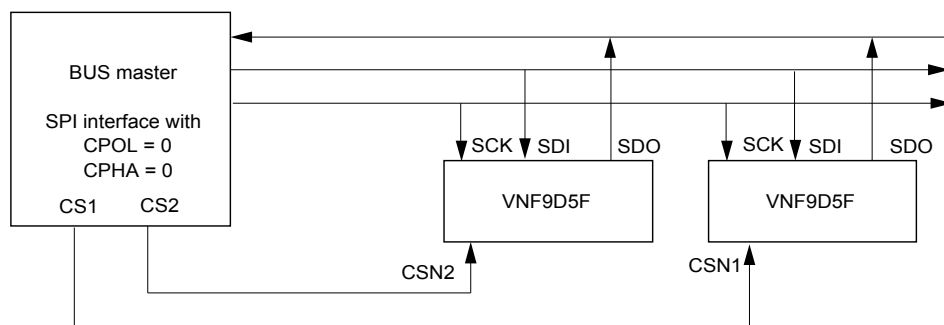 BUS master
SPI interface with
CPOL = 0
CPHA = 0
CS1 CS2
SCK SDI SDO
VNF9D5F
CSN2
SCK SDI SDO
VNF9D5F
CSN1